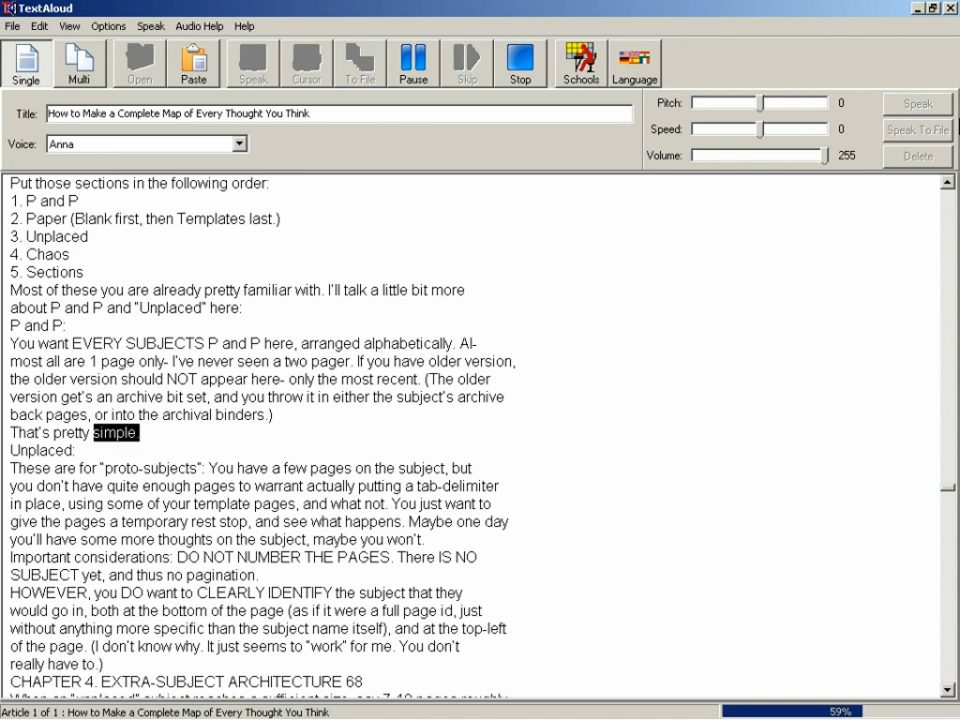 TextAloud
File Edit View Options Speak Audio Help Help
Single Multi Open Paste Speak Cursor To File Pause Skip Stop Schools Language
Title: How to Make a Complete Map of Every Thought You Think
Voice: Anna
Pitch: 0 Speak
Speed: 0 Speak To File
Volume: 255 Delete
Put those sections in the following order:
1. P and P
2. Paper (Blank first, then Templates last.)
3. Unplaced
4. Chaos
5. Sections
Most of these you are already pretty familiar with. I'll talk a little bit more
about P and P and "Unplaced" here:
P and P:
You want EVERY SUBJECTS P and P here, arranged alphabetically. Al-
most all are 1 page only- I've never seen a two pager. If you have older version,
the older version should NOT appear here- only the most recent. (The older
version get's an archive bit set, and you throw it in either the subject's archive
back pages, or into the archival binders.)
That's pretty simple.
Unplaced:
These are for "proto-subjects": You have a few pages on the subject, but
you don't have quite enough pages to warrant actually putting a tab-delimiter
in place, using some of your template pages, and what not. You just want to
give the pages a temporary rest stop, and see what happens. Maybe one day
you'll have some more thoughts on the subject, maybe you won't.
Important considerations: DO NOT NUMBER THE PAGES. There IS NO
SUBJECT yet, and thus no pagination.
HOWEVER, you DO want to CLEARLY IDENTIFY the subject that they
would go in, both at the bottom of the page (as if it were a full page id, just
without anything more specific than the subject name itself), and at the top-left
of the page. (I don't know why. It just seems to "work" for me. You don't
really have to.)
CHAPTER 4. EXTRA-SUBJECT ARCHITECTURE 68
When an "unplaced" subject reaches a sufficient size, say 7-10 pages roughly
Article 1 of 1 : How to Make a Complete Map of Every Thought You Think 59%